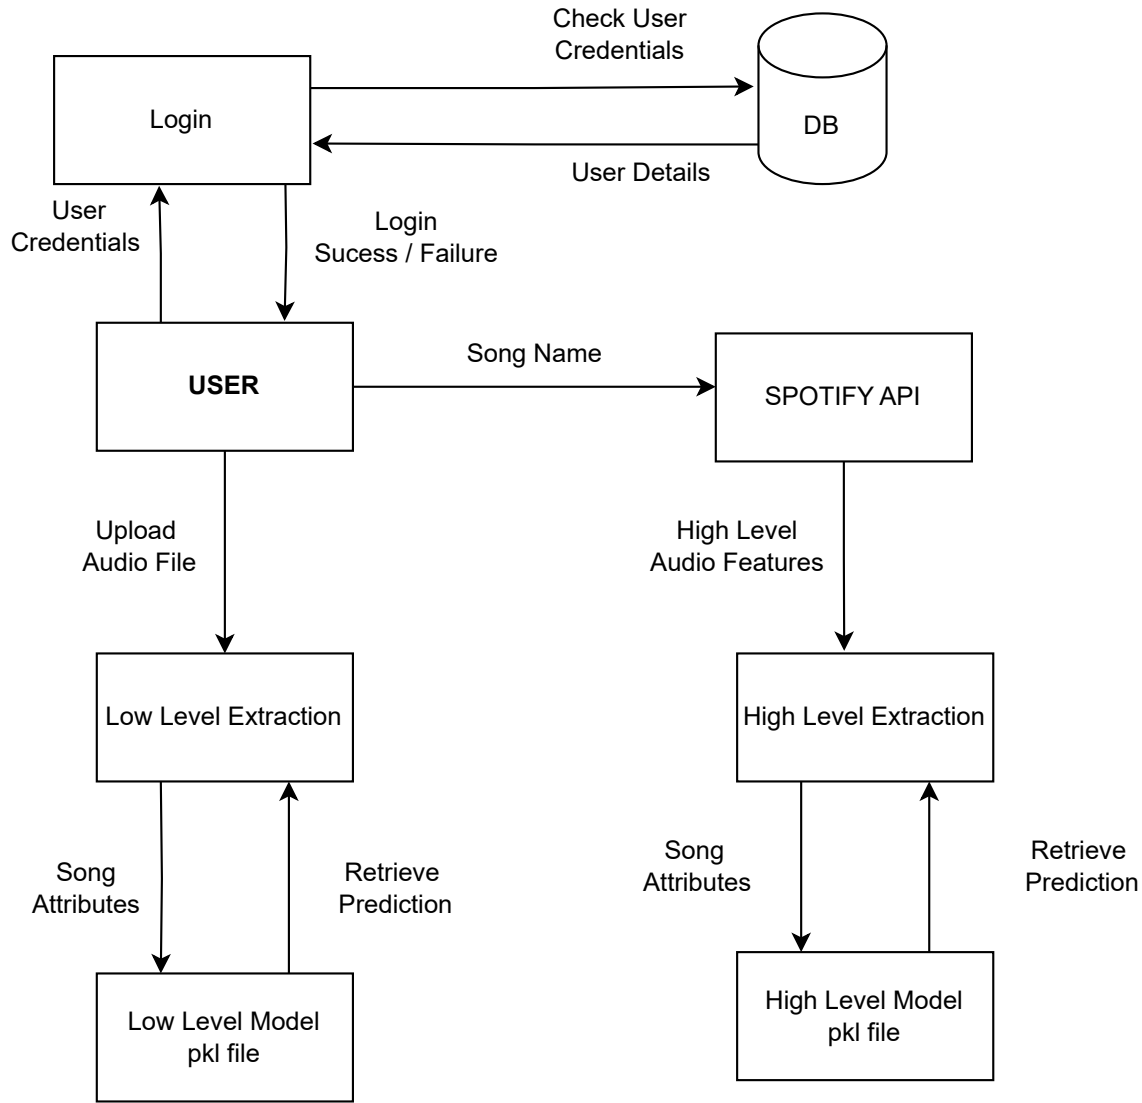 Check User
Credentials
Login
DB
User Details
User
Credentials
Login
Sucess / Failure
USER
Song Name
SPOTIFY API
Upload
Audio File
High Level
Audio Features
Low Level Extraction
High Level Extraction
Song
Attributes
Retrieve
Prediction
Song
Attributes
Retrieve
Prediction
Low Level Model
pkl file
High Level Model
pkl file